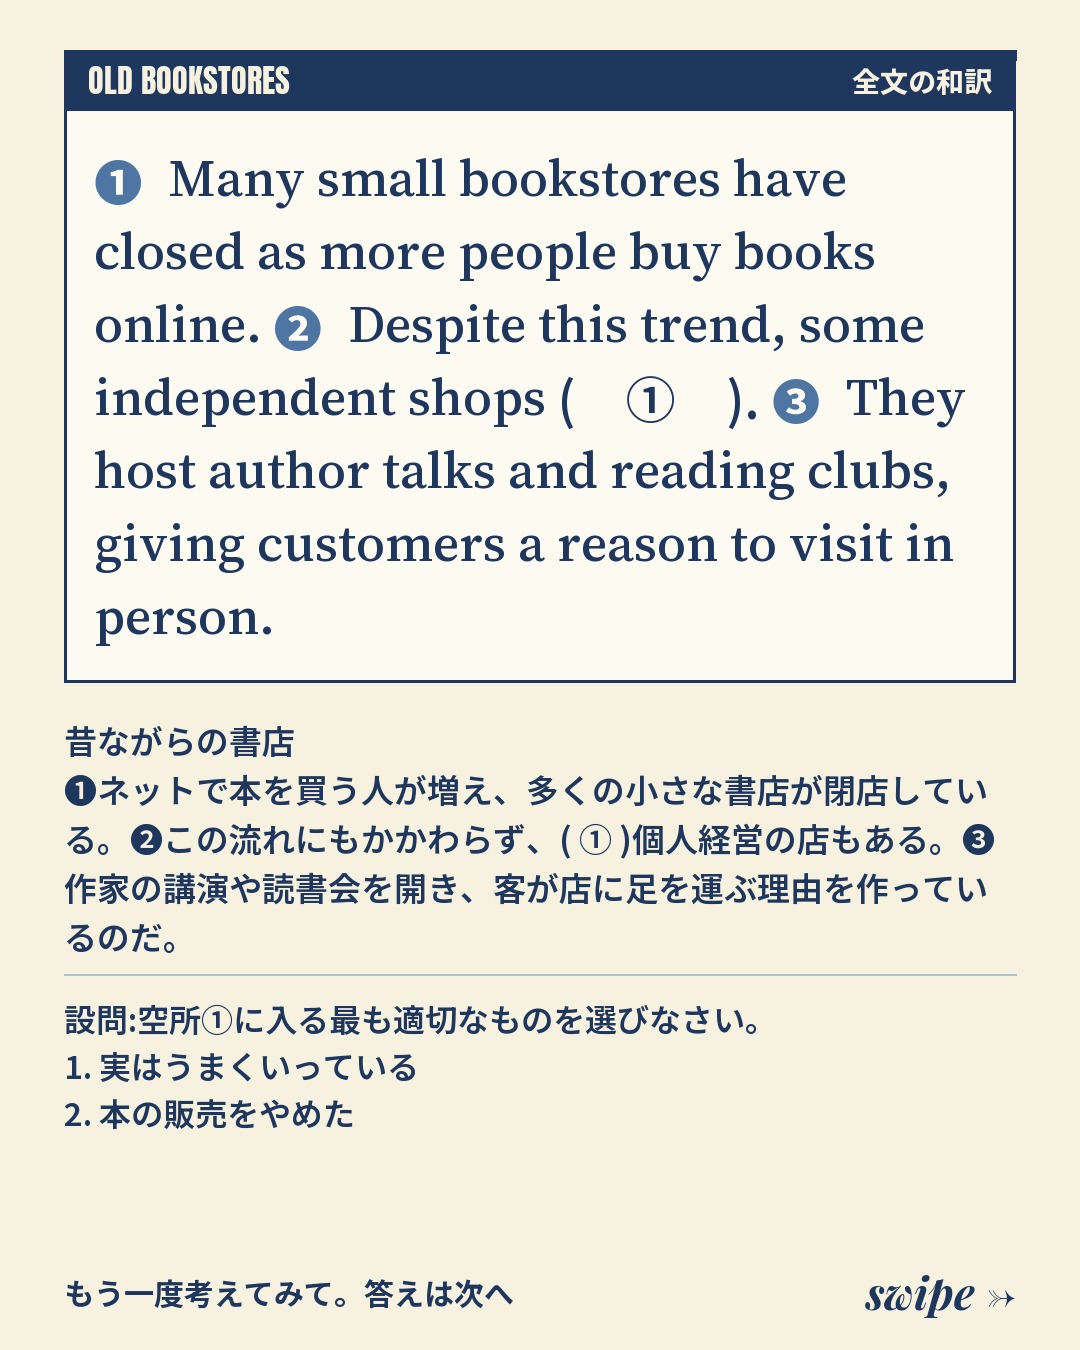 OLD BOOKSTORES
全文の和訳
❶ Many small bookstores have
closed as more people buy books
online. ❷ Despite this trend, some
independent shops ( ① ). ❸ They
host author talks and reading clubs,
giving customers a reason to visit in
person.
昔ながらの書店
❶ネットで本を買う人が増え、多くの小さな書店が閉店してい
る。❷この流れにもかかわらず、( ① )個人経営の店もある。❸
作家の講演や読書会を開き、客が店に足を運ぶ理由を作ってい
るのだ。
設問:空所①に入る最も適切なものを選びなさい。
1. 実はうまくいっている
2. 本の販売をやめた
もう一度考えてみて。答えは次へ
swipe